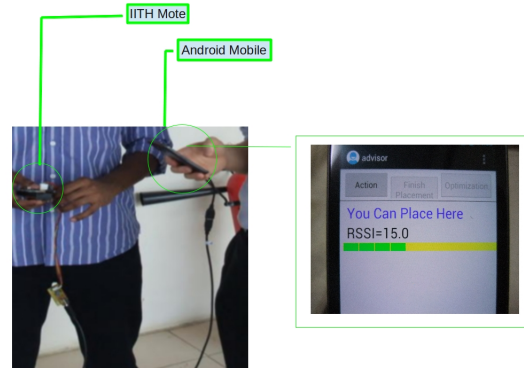 IITH Mote
Android Mobile
advisor
Action
Finish
Placement
Optimization
You Can Place Here
RSSI=15.0